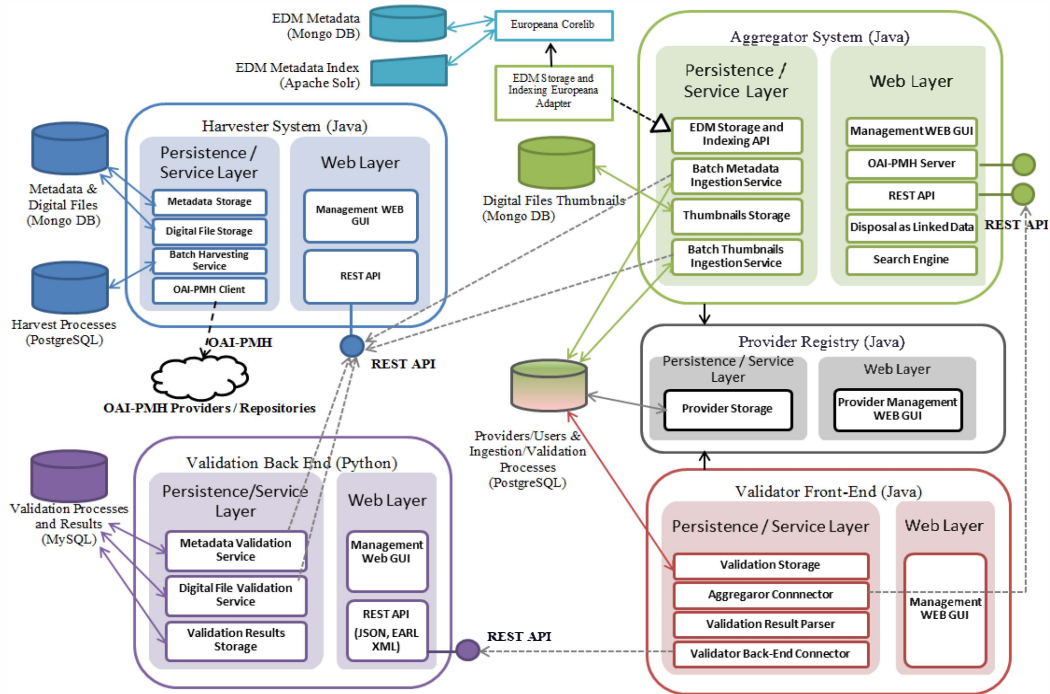 EDM Metadata
(Mongo DB)
EDM Metadata Index
(Apache Solr)
Europeana Corelib
EDM Storage and
Indexing Europeana
Adapter
Aggregator System (Java)
Persistence /
Service Layer
EDM Storage and
Indexing API
Batch Metadata
Ingestion Service
Thumbnails Storage
Batch Thumbnails
Ingestion Service
Web Layer
Management WEB GUI
OAI-PMH Server
REST API
Disposal as Linked Data
Search Engine
REST API
Digital Files Thumbnails
(Mongo DB)
Harvester System (Java)
Persistence /
Service Layer
Metadata Storage
Digital File Storage
Batch Harvesting
Service
OAI-PMH Client
Web Layer
Management WEB
GUI
REST API
Metadata &
Digital Files
(Mongo DB)
Harvest Processes
(PostgreSQL)
OAI-PMH
REST API
OAI-PMH Providers / Repositories
Provider Registry (Java)
Persistence / Service
Layer
Provider Storage
Web Layer
Provider Management
WEB GUI
Providers/Users &
Ingestion/Validation
Processes
(PostgreSQL)
Validation Back End (Python)
Persistence/Service
Layer
Metadata Validation
Service
Digital File Validation
Service
Validation Results
Storage
Web Layer
Management
Web GUI
REST API
(JSON, EARL
XML)
Validation Processes
and Results
(MySQL)
REST API
Validator Front-End (Java)
Persistence / Service Layer
Validation Storage
Aggregaror Connnector
Validation Result Parser
Validator Back-End Connector
Web Layer
Management
WEB GUI